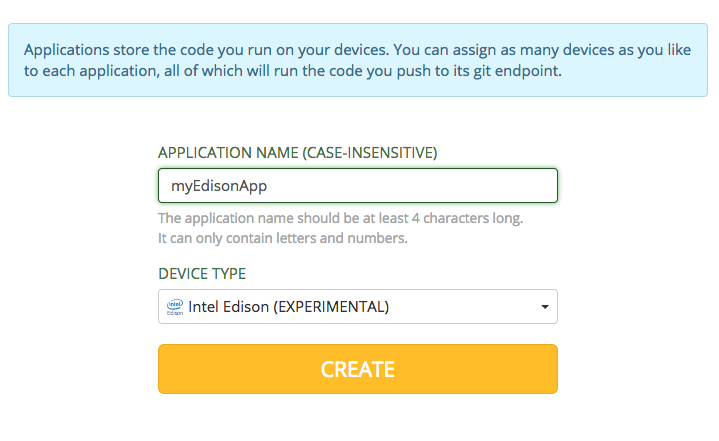 Applications store the code you run on your devices. You can assign as many devices as you like
to each application, all of which will run the code you push to its git endpoint.
APPLICATION NAME (CASE-INSENSITIVE)
myEdisonApp
The application name should be at least 4 characters long.
It can only contain letters and numbers.
DEVICE TYPE
intel
Edison
Intel Edison (EXPERIMENTAL)
CREATE